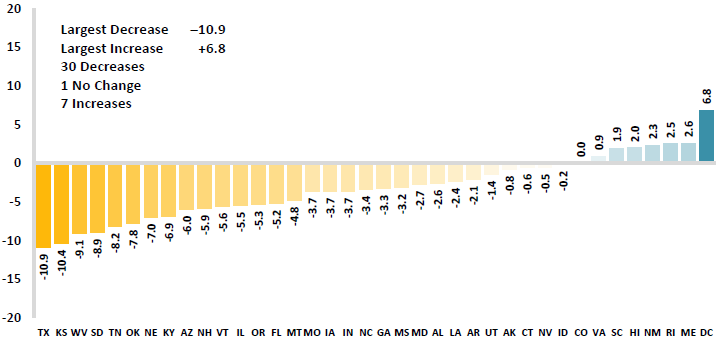 20
15
10
5
0
-5
-10
-15
-20
Largest Decrease –10.9
Largest Increase +6.8
30 Decreases
1 No Change
7 Increases
-10.9 -10.4 -9.1 -8.9 -8.2 -7.8 -7.0 -6.9 -6.0 -5.9 -5.6 -5.5 -5.3 -5.2 -4.8 -3.7 -3.7 -3.7 -3.4 -3.3 -3.2 -2.7 -2.6 -2.4 -2.1 -1.4 -0.8 -0.6 -0.5 -0.2 0.0 0.9 1.9 2.0 2.3 2.5 2.6 6.8
TX KS WV SD TN OK NE KY AZ NH VT IL OR FL MT MO IA IN NC GA MS MD AL LA AR UT AK CT NV ID CO VA SC HI NM RI ME DC